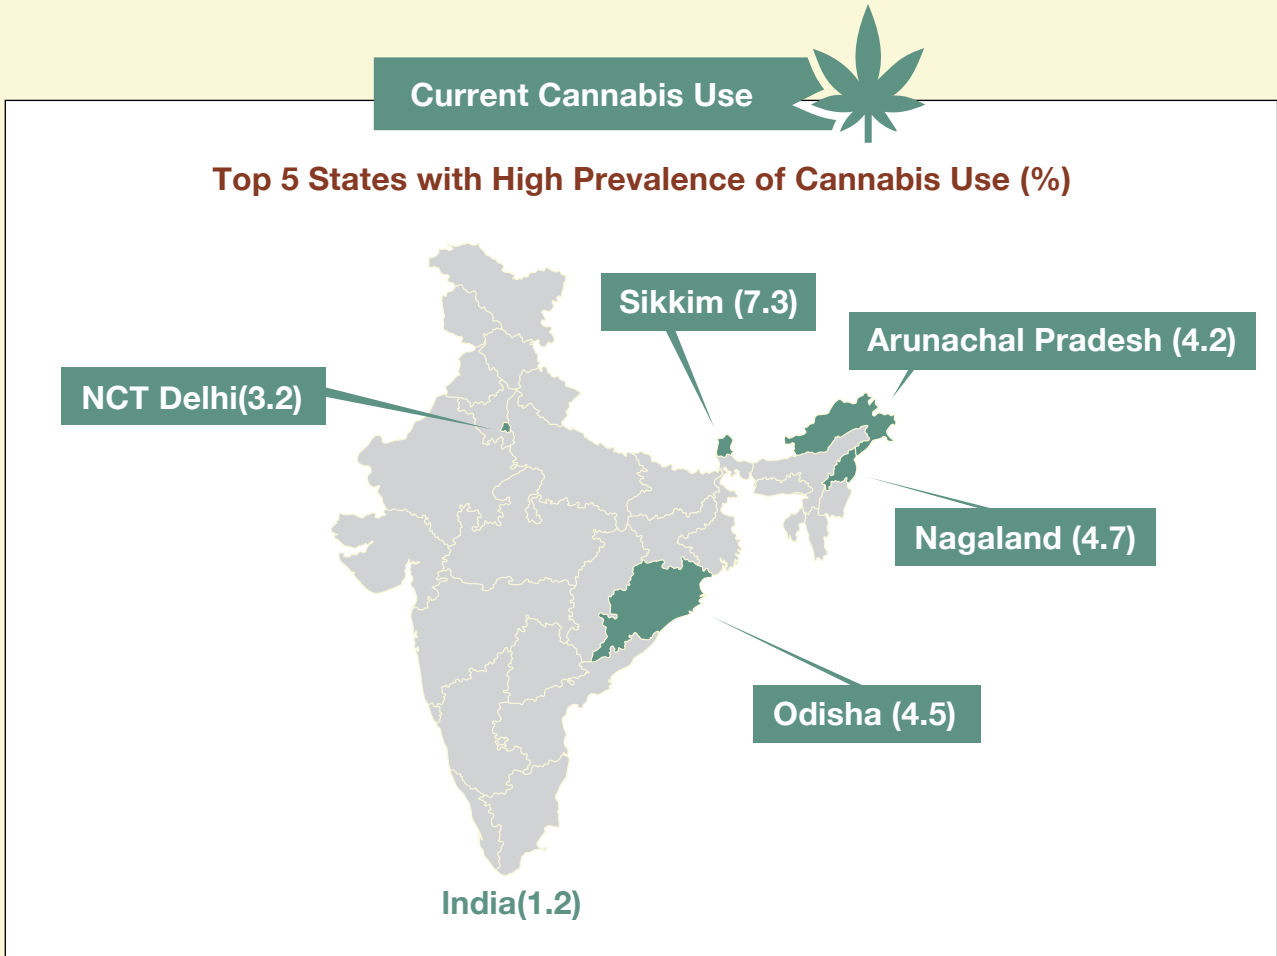 Current Cannabis Use
Top 5 States with High Prevalence of Cannabis Use (%)
Sikkim (7.3)
Arunachal Pradesh (4.2)
NCT Delhi(3.2)
Nagaland (4.7)
Odisha (4.5)
India(1.2)